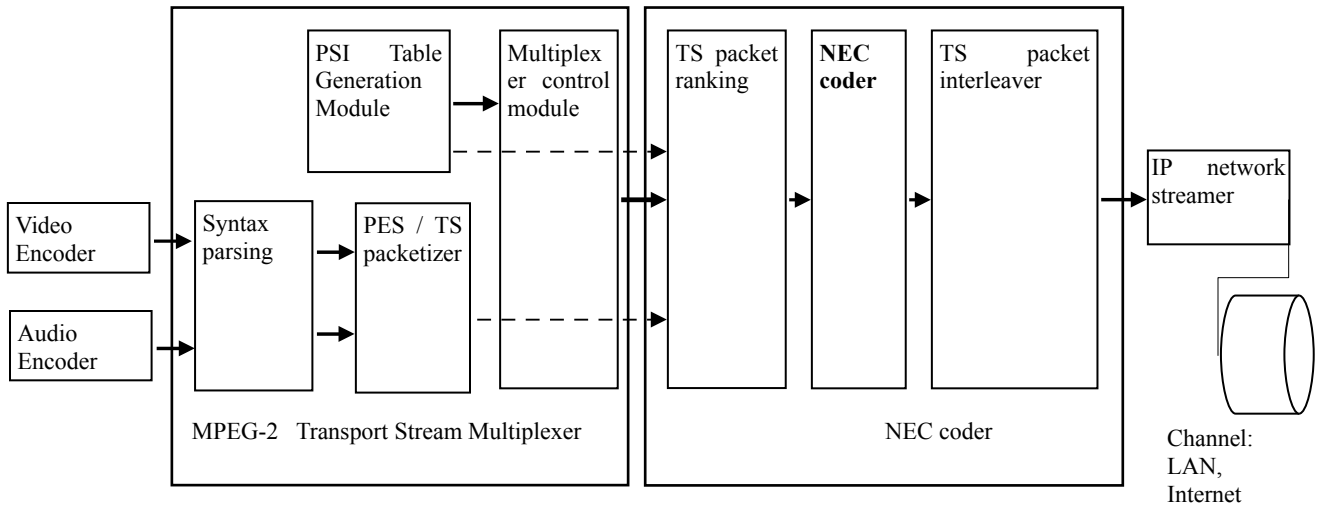 PSI Table
Generation
Module
Multiplex
er control
module
TS packet
ranking
NEC
coder
TS packet
interleaver
IP network
streamer
Video
Encoder
Syntax
parsing
PES / TS
packetizer
Audio
Encoder
MPEG-2 Transport Stream Multiplexer
NEC coder
Channel:
LAN,
Internet